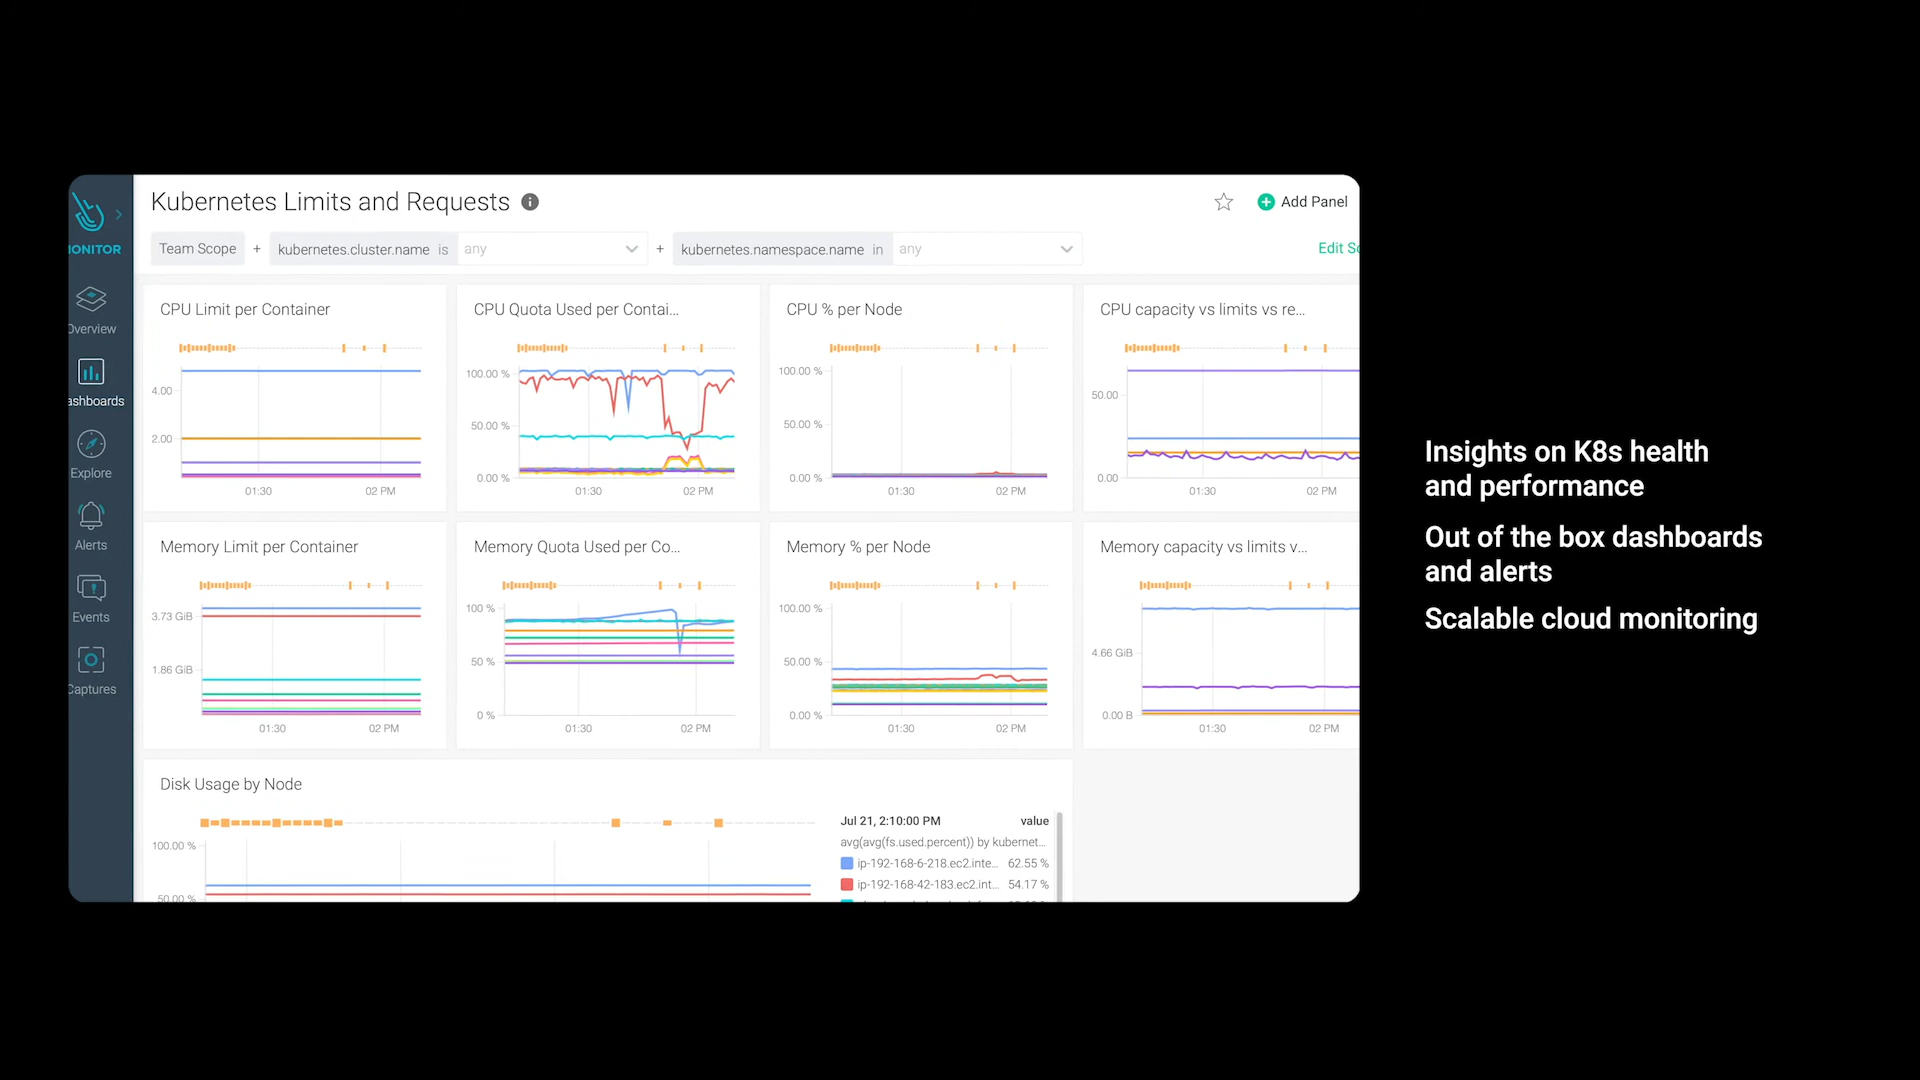 Kubernetes Limits and Requests
Add Panel
MONITOR
Team Scope + kubernetes.cluster.name is any + kubernetes.namespace.name in any
Edit Sc
Overview
Dashboards
Explore
Alerts
Events
Captures
CPU Limit per Container
4.00
2.00
01:30 02 PM
CPU Quota Used per Contai...
100.00 %
50.00 %
0.00 %
01:30 02 PM
CPU % per Node
100.00 %
50.00 %
0.00 %
01:30 02 PM
CPU capacity vs limits vs re...
50.00
0.00
01:30 02 PM
Memory Limit per Container
3.73 GiB
1.86 GiB
01:30 02 PM
Memory Quota Used per Co...
100 %
50 %
0 %
01:30 02 PM
Memory % per Node
100.00 %
50.00 %
0.00 %
01:30 02 PM
Memory capacity vs limits v...
4.66 GiB
0.00 B
01:30 02 PM
Disk Usage by Node
100.00 %
50.00 %
Jul 21, 2:10:00 PM value
avg(avg(fs.used.percent)) by kubernet...
ip-192-168-6-218.ec2.inte... 62.55 %
ip-192-168-42-183.ec2.int... 54.17 %
Insights on K8s health
and performance
Out of the box dashboards
and alerts
Scalable cloud monitoring